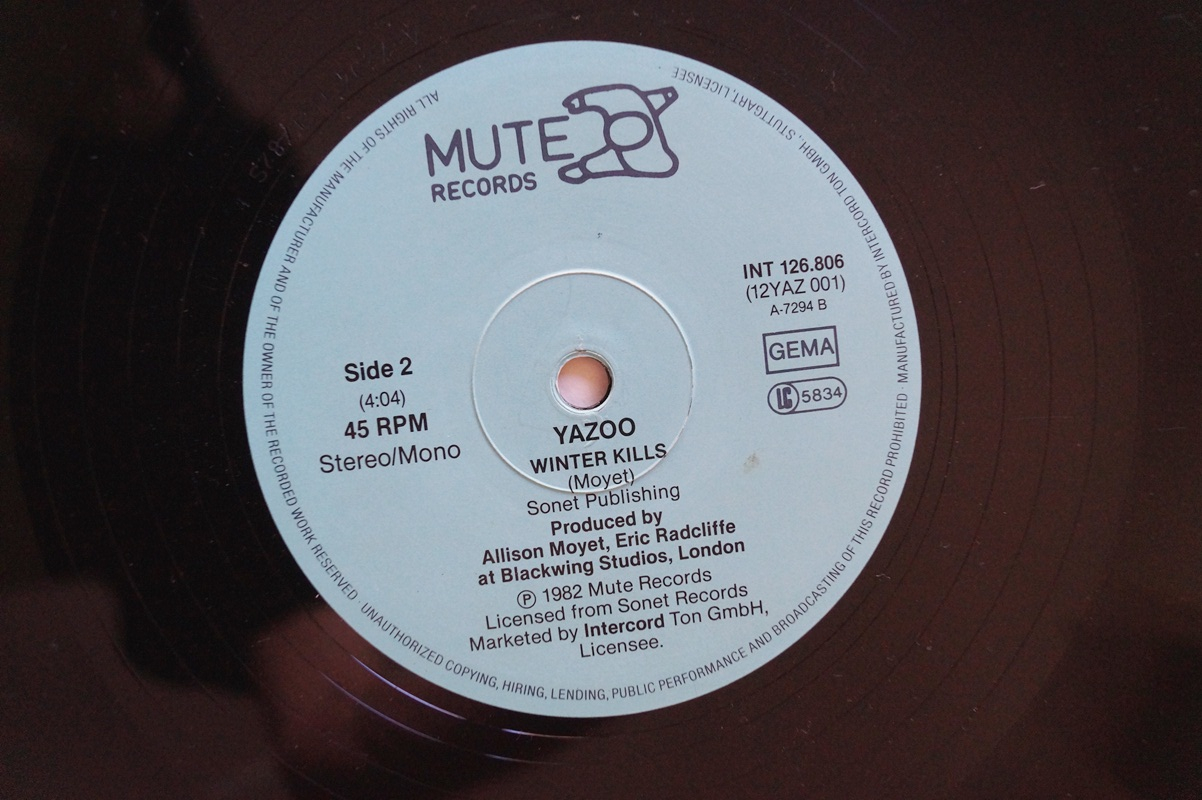 MUTE
RECORDS
INT 126.806
(12YAZ 001)
A-7294 B
GEMA
LC 5834
Side 2
(4:04)
45 RPM
Stereo/Mono
YAZOO
WINTER KILLS
(Moyet)
Sonet Publishing
Produced by
Allison Moyet, Eric Radcliffe
at Blackwing Studios, London
Ⓟ 1982 Mute Records
Licensed from Sonet Records
Marketed by Intercord Ton GmbH,
Licensee.
ALL RIGHTS OF THE MANUFACTURER AND OF THE OWNER OF THE RECORDED WORK RESERVED · UNAUTHORIZED COPYING, HIRING, LENDING, PUBLIC PERFORMANCE AND BROADCASTING OF THIS RECORD PROHIBITED · MANUFACTURED BY INTERCORD TON GMBH, STUTTGART, LICENSEE